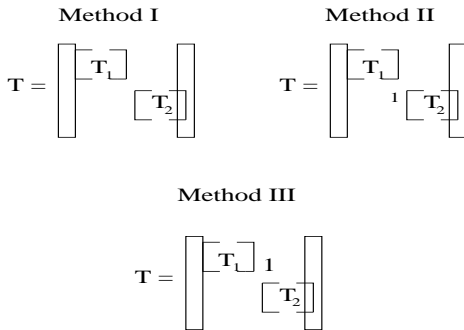 Method I
Method II
T = T1
T2
T = T1
1 T2
Method III
T = T1 1
T2